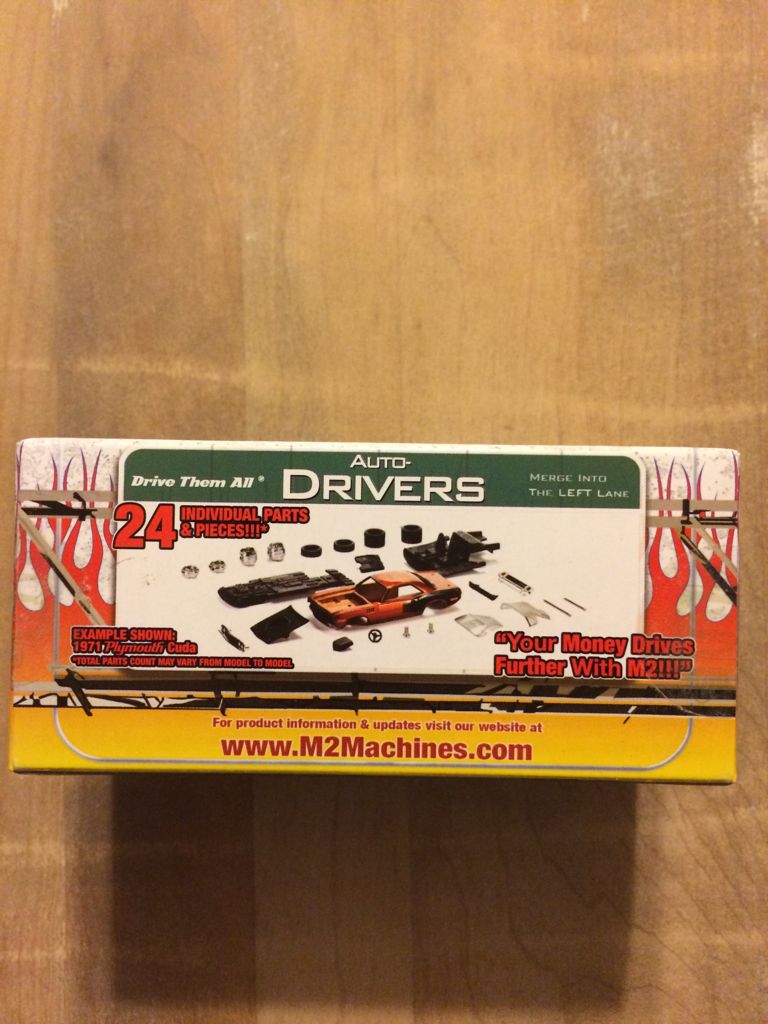 AUTO-
Drive Them All®
DRIVERS
MERGE INTO
THE LEFT LANE
24 INDIVIDUAL PARTS
& PIECES!!!*
EXAMPLE SHOWN:
1971 Plymouth Cuda
*TOTAL PARTS COUNT MAY VARY FROM MODEL TO MODEL
"Your Money Drives
Further With M2!!!"
For product information & updates visit our website at
www.M2Machines.com